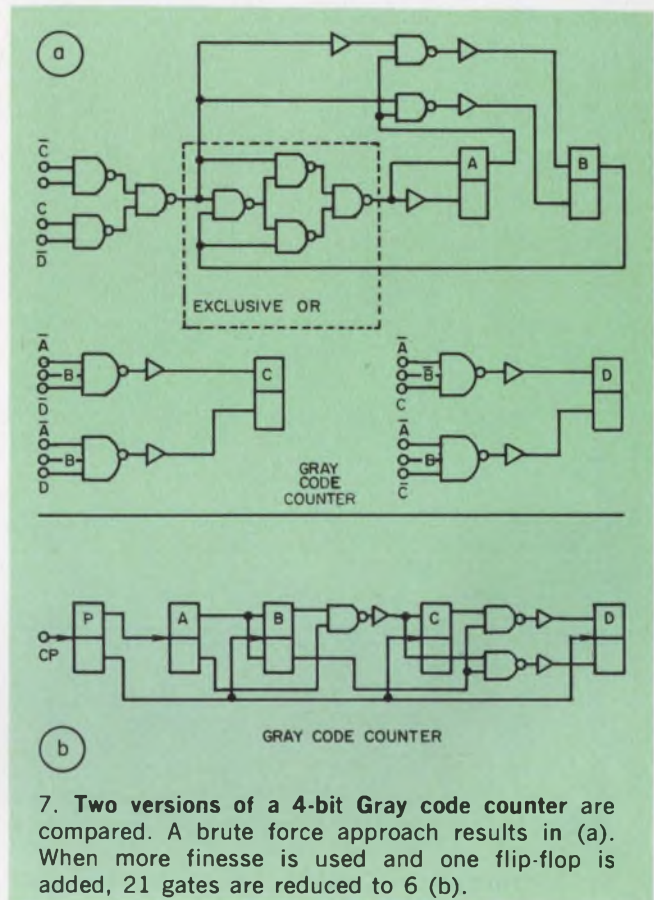 a
C̅
C
D̅
A
B
EXCLUSIVE OR
A̅
B
D̅
A̅
B
D
C
GRAY
CODE
COUNTER
A̅
B̅
C
A̅
B
C̅
D
P
A
B
C
D
CP
GRAY CODE COUNTER
b
7. Two versions of a 4-bit Gray code counter are
compared. A brute force approach results in (a).
When more finesse is used and one flip-flop is
added, 21 gates are reduced to 6 (b).